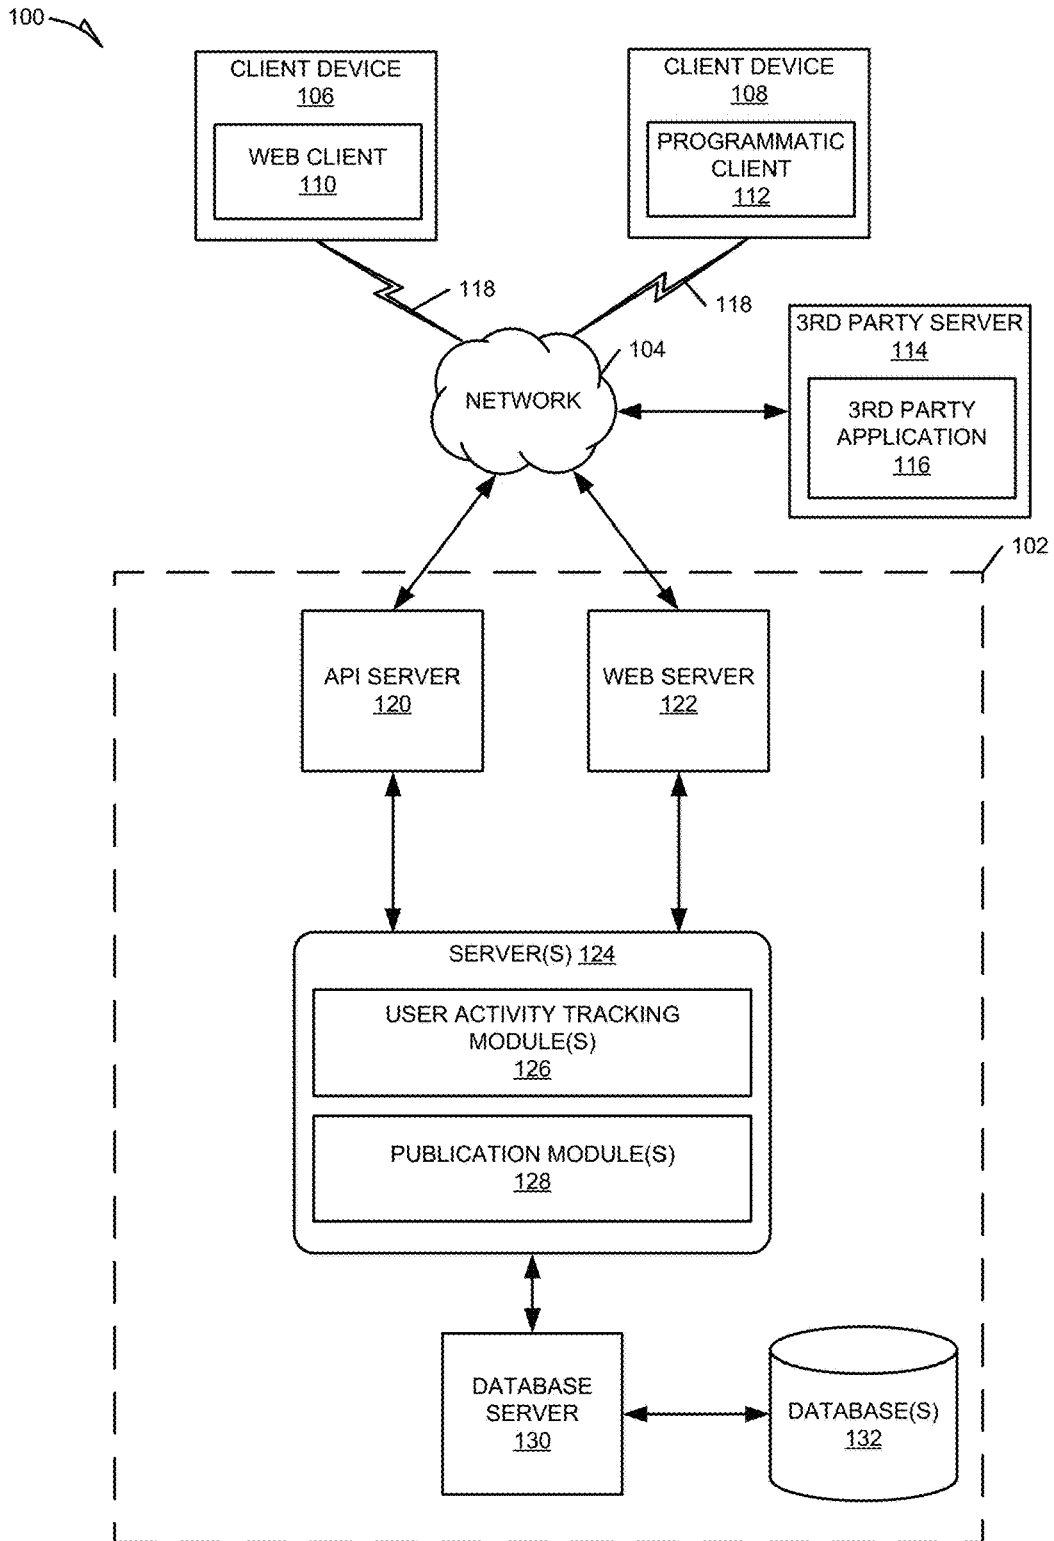 100
CLIENT DEVICE
106
WEB CLIENT
110
CLIENT DEVICE
108
PROGRAMMATIC
CLIENT
112
118
118
3RD PARTY SERVER
114
3RD PARTY
APPLICATION
116
104
NETWORK
102
API SERVER
120
WEB SERVER
122
SERVER(S) 124
USER ACTIVITY TRACKING
MODULE(S)
126
PUBLICATION MODULE(S)
128
DATABASE
SERVER
130
DATABASE(S)
132